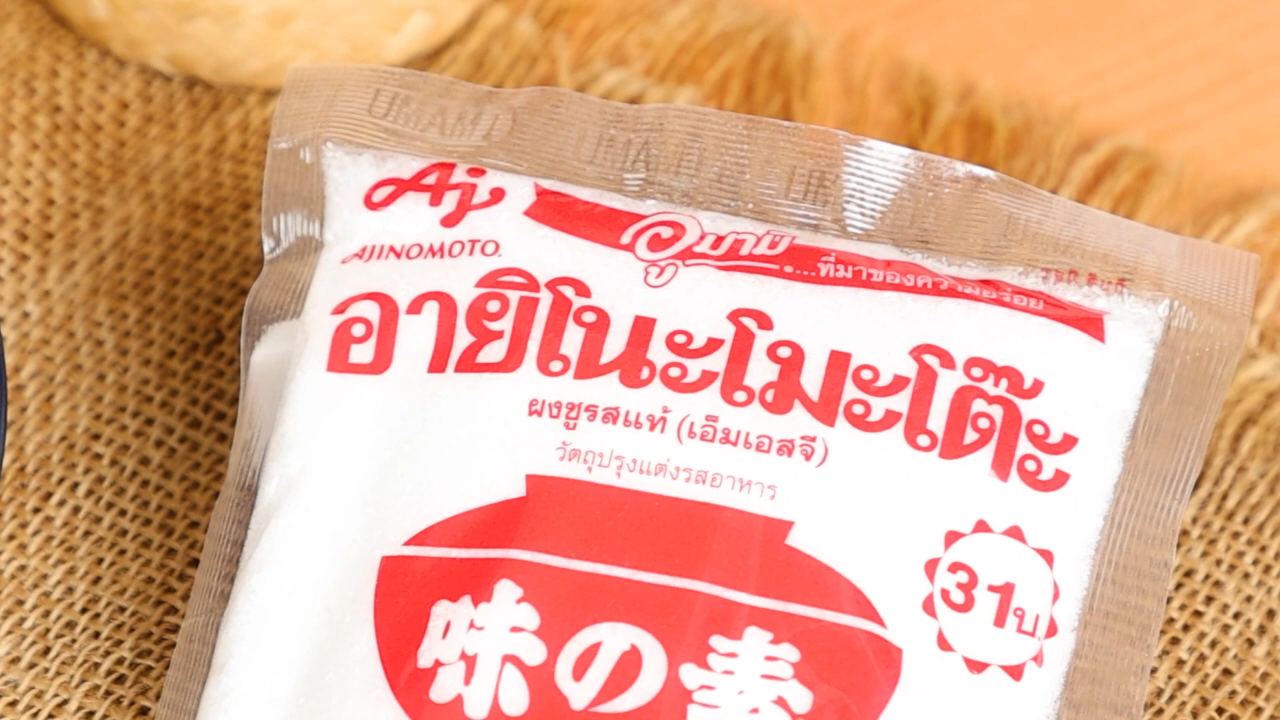 UMAMI
Aj
AJINOMOTO
อูมามิ
....ที่มาของความอร่อย
อายิโนะโมะโต๊ะ
ผงชูรสแท้ (เอ็มเอสจี)
วัตถุปรุงแต่งรสอาหาร
31บ
味の素